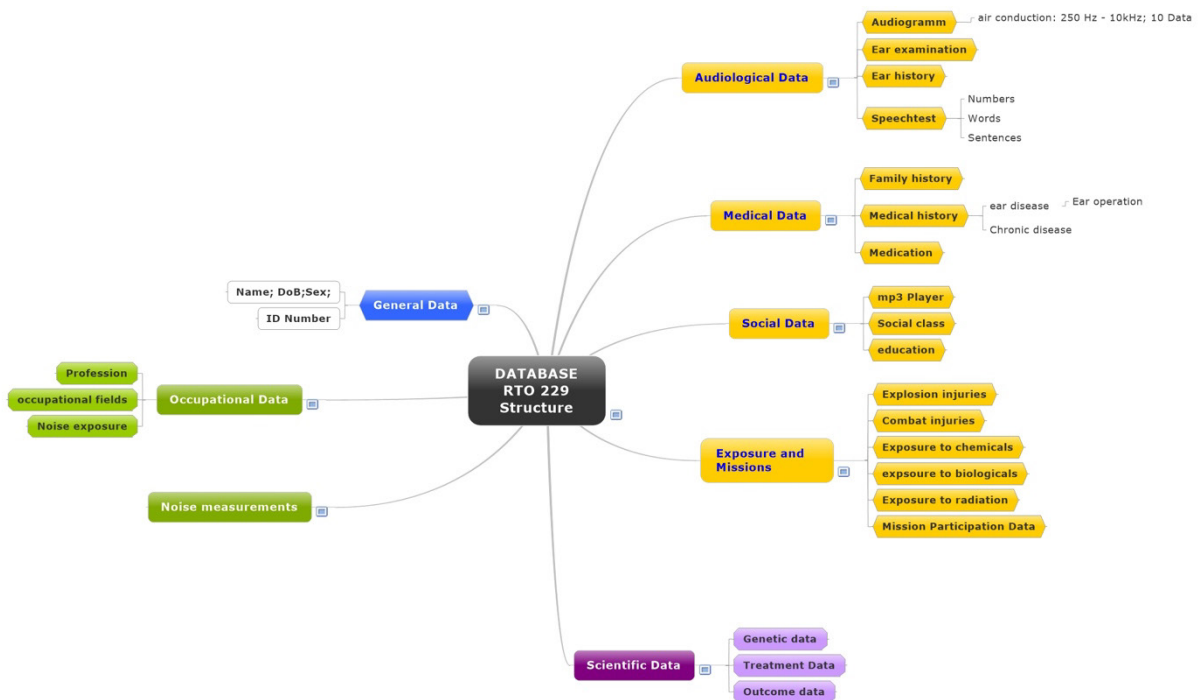 DATABASE
RTO 229
Structure
Audiological Data
Audiogramm
air conduction: 250 Hz - 10kHz; 10 Data
Ear examination
Ear history
Speechtest
Numbers
Words
Sentences
Medical Data
Family history
Medical history
ear disease
Ear operation
Chronic disease
Medication
Social Data
mp3 Player
Social class
education
Exposure and
Missions
Explosion injuries
Combat injuries
Exposure to chemicals
expsoure to biologicals
Exposure to radiation
Mission Participation Data
Scientific Data
Genetic data
Treatment Data
Outcome data
General Data
Name; DoB;Sex;
ID Number
Occupational Data
Profession
occupational fields
Noise exposure
Noise measurements